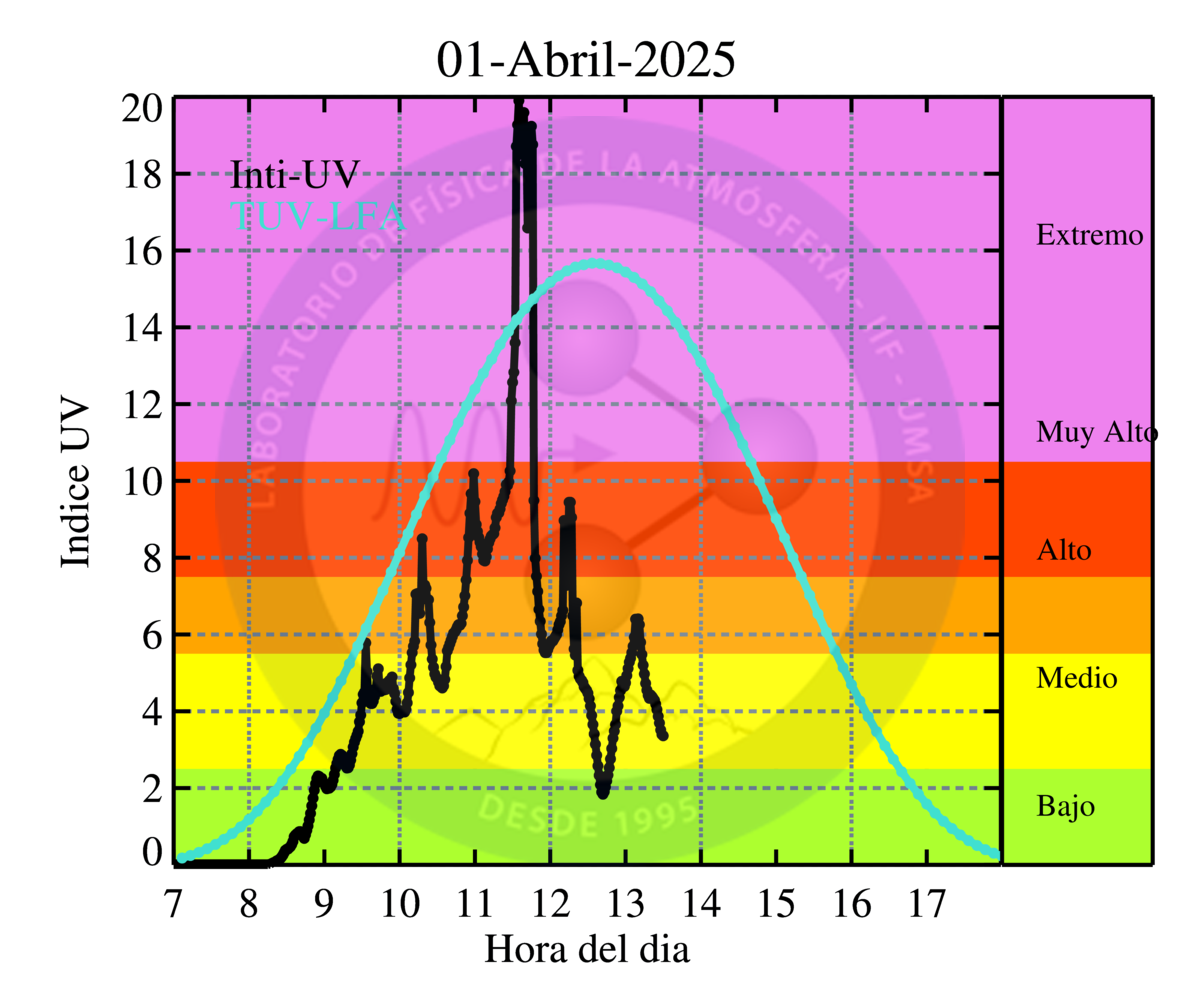 01-Abril-2025
20
18
16
14
12
10
8
6
4
2
0
Indice UV
Inti-UV
TUV-LFA
LABORATORIO DE FÍSICA DE LA ATMÓSFERA - IIF - UMSA
DESDE 1995
Extremo
Muy Alto
Alto
Medio
Bajo
7 8 9 10 11 12 13 14 15 16 17
Hora del dia